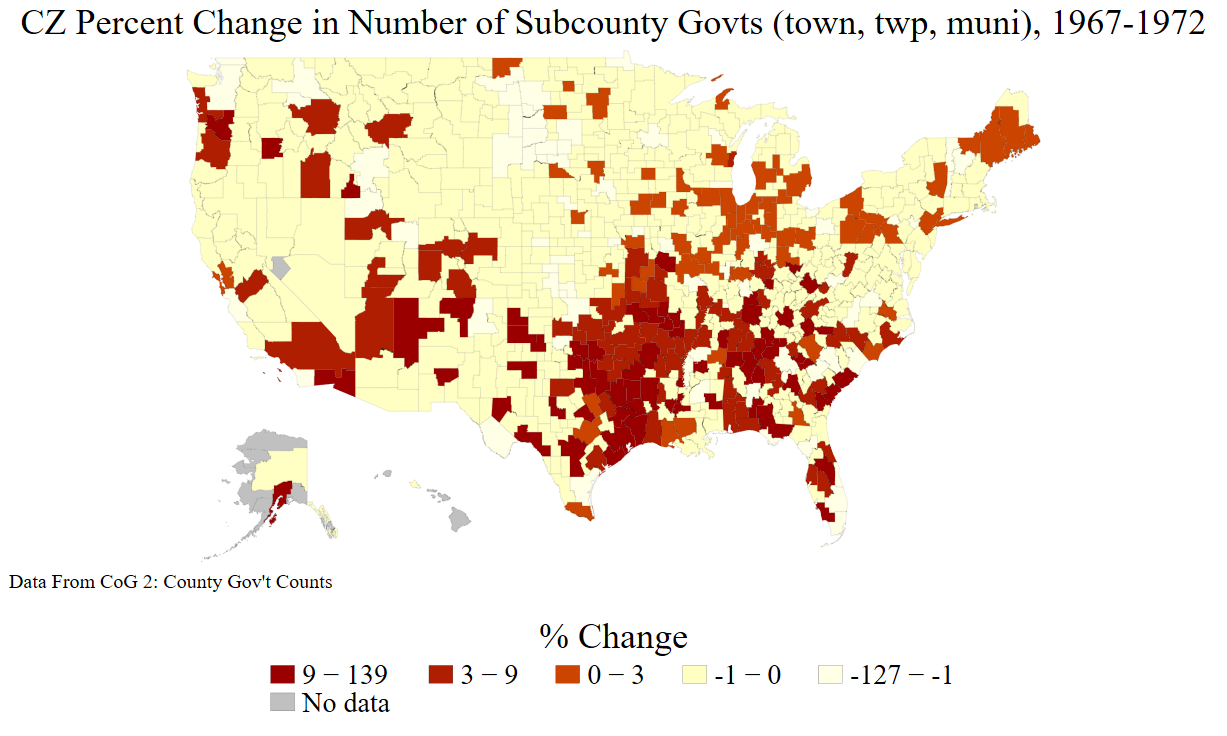 CZ Percent Change in Number of Subcounty Govts (town, twp, muni), 1967-1972
Data From CoG 2: County Gov't Counts
% Change
9 − 139 3 − 9 0 − 3 -1 − 0 -127 − -1
No data